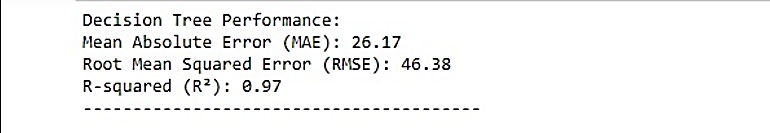 Decision Tree Performance:
Mean Absolute Error (MAE): 26.17
Root Mean Squared Error (RMSE): 46.38
R-squared (R²): 0.97
----------------------------------------